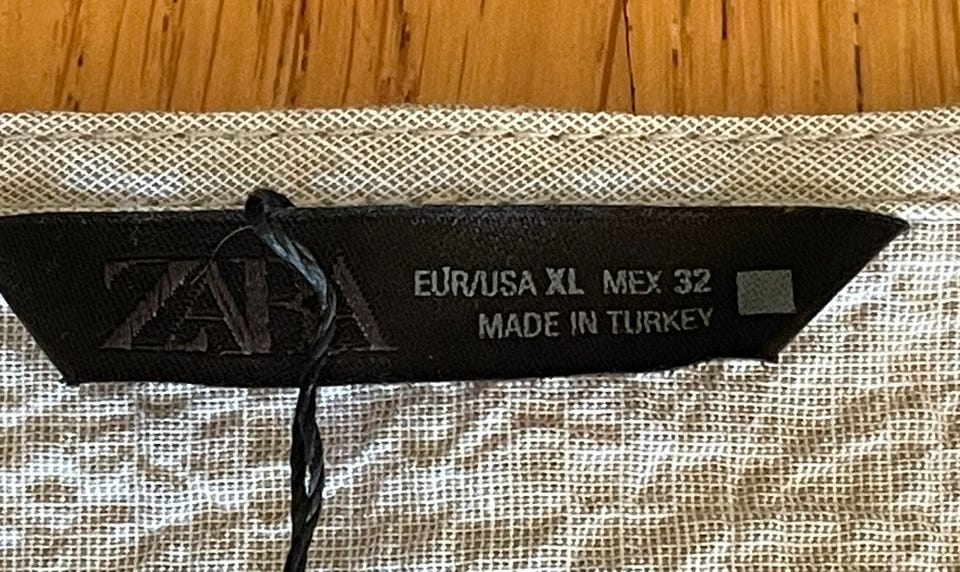 ZARA
EUR/USA XL MEX 32
MADE IN TURKEY